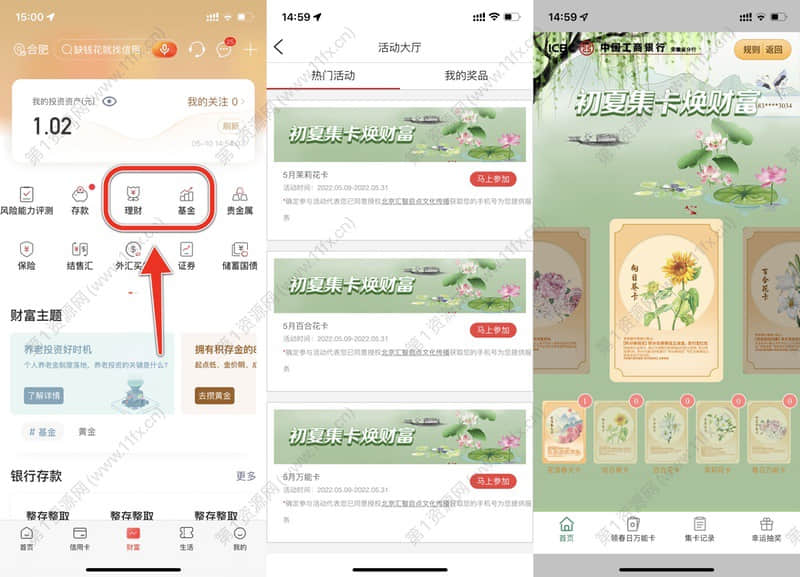 15:00
合肥
缺钱花就找信用
25
我的投资资产(元)
我的关注 0
1.02
刷新
风险能力评测
存款
理财
基金
贵金属
保险
结售汇
外汇买
证券
储蓄国债
财富主题
养老投资好时机
个人养老金制度落地，养老投资的关键是什么？
了解详情
拥有积存金的
起点低、金价明，
去攒黄金
# 基金
黄金
银行存款
更多
整存整取
整存整取
整存整取
首页
信用卡
财富
生活
我的
14:59
活动大厅
热门活动
我的奖品
初夏集卡焕财富
5月茉莉花卡
活动时间：2022.05.09-2022.05.31
马上参加
*确定参与活动代表您已同意授权北京汇智启点文化传播获取您的手机号为您提供服
务
初夏集卡焕财富
5月百合花卡
活动时间：2022.05.09-2022.05.31
马上参加
*确定参与活动代表您已同意授权北京汇智启点文化传播获取您的手机号为您提供服
务
初夏集卡焕财富
5月万能卡
活动时间：2022.05.09-2022.05.31
马上参加
*确定参与活动代表您已同意授权北京汇智启点文化传播获取您的手机号为您提供服
务
14:59
ICBC 中国工商银行
规则 返回
83****3034
初夏集卡焕财富
向日葵卡
百合花卡
1
0
0
0
0
向日葵卡
百合花卡
茉莉花卡
首页
领春日万能卡
集卡记录
幸运抽奖
第1资源网 (www.11fx.cn)